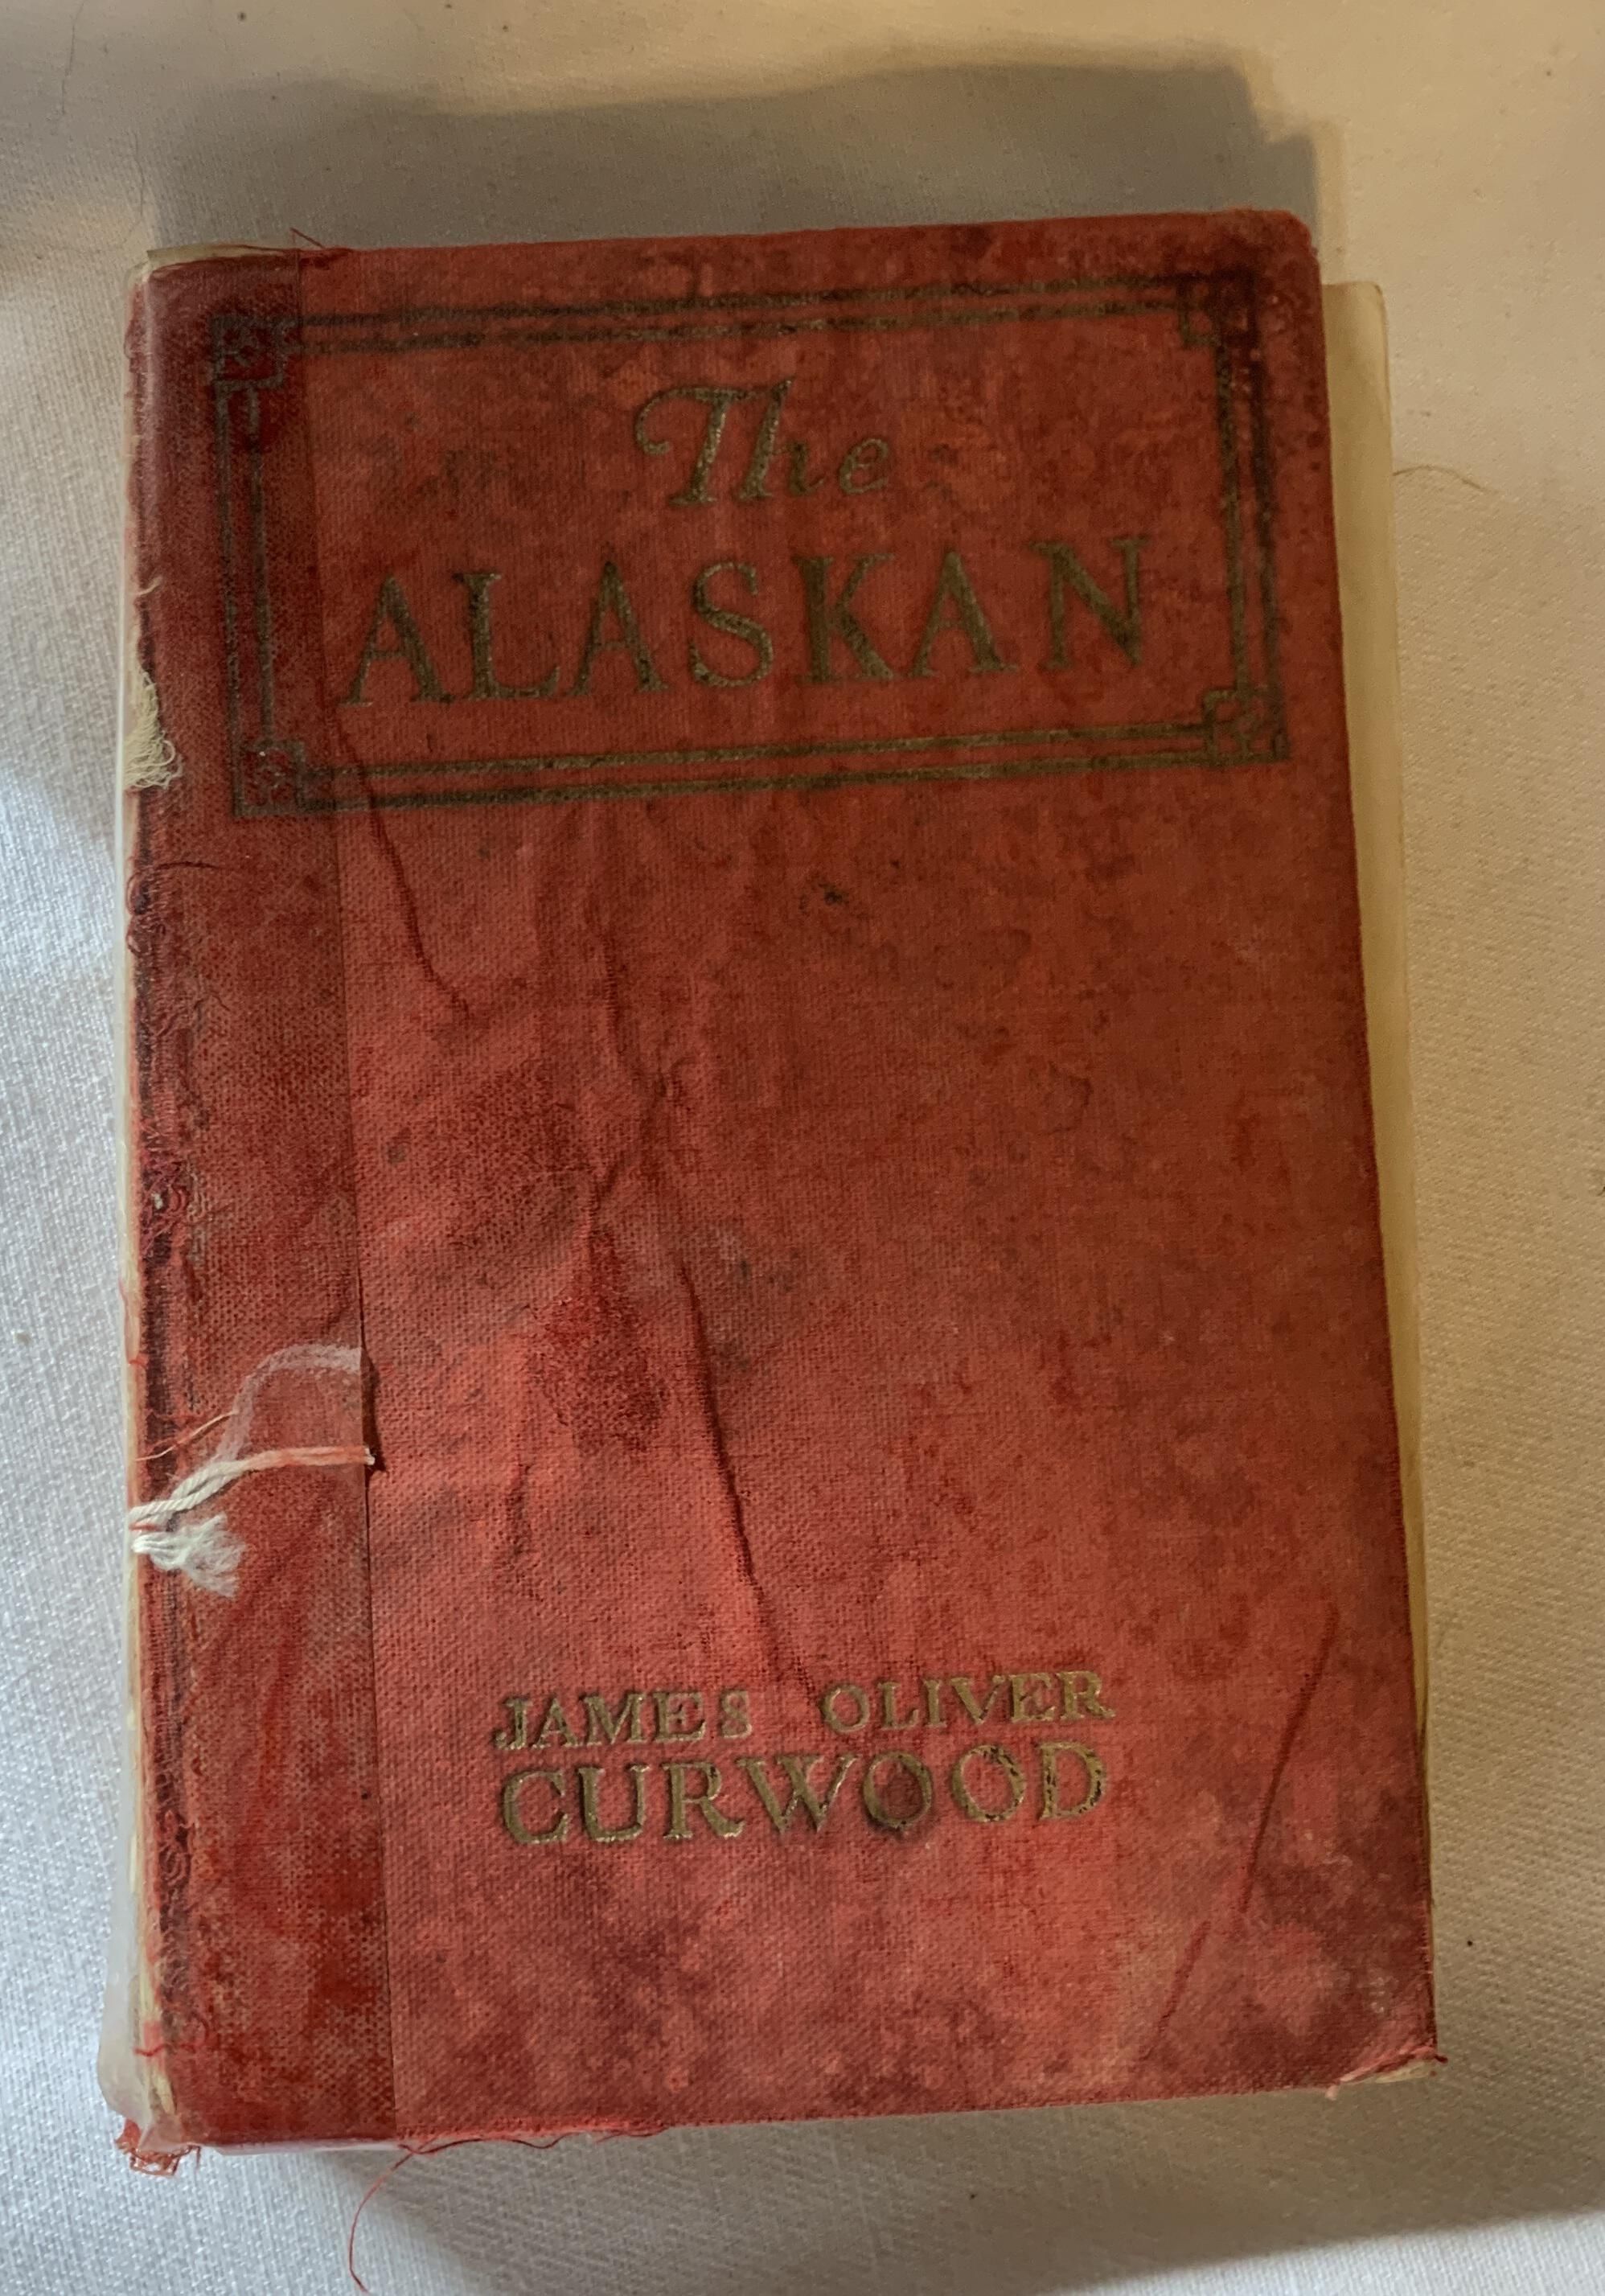 The
ALASKAN
JAMES OLIVER
CURWOOD